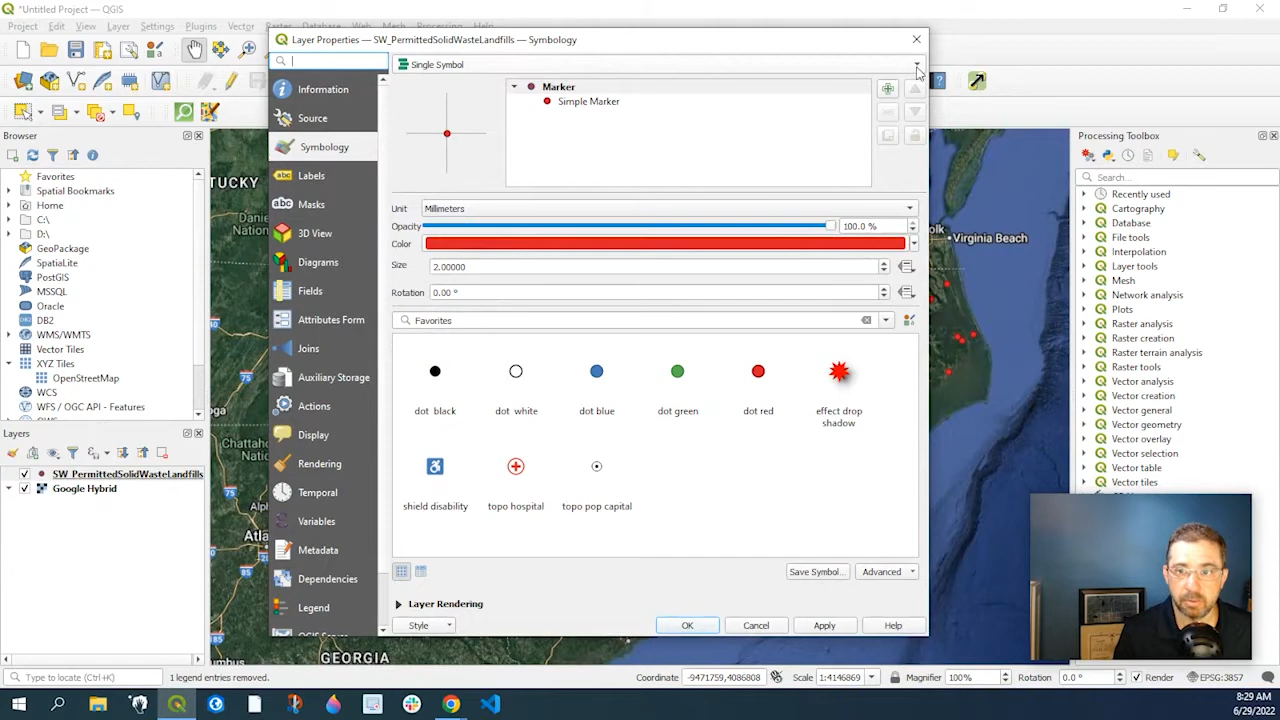 *Untitled Project — QGIS
Project Edit View Layer Settings Plugins Vector Raster Database Web Mesh Processing Help
Layer Properties — SW_PermittedSolidWasteLandfills — Symbology
Single Symbol
Information
Source
Symbology
Labels
Masks
3D View
Diagrams
Fields
Attributes Form
Joins
Auxiliary Storage
Actions
Display
Rendering
Temporal
Variables
Metadata
Dependencies
Legend
QGIS Server
Marker
Simple Marker
Unit Millimeters
Opacity 100.0 %
Color
Size 2.00000
Rotation 0.00 °
Favorites
dot black
dot white
dot blue
dot green
dot red
effect drop shadow
shield disability
topo hospital
topo pop capital
Save Symbol...
Advanced
Layer Rendering
Style
OK
Cancel
Apply
Help
Browser
Favorites
Spatial Bookmarks
Home
C:\
D:\
GeoPackage
SpatiaLite
PostGIS
MSSQL
Oracle
DB2
WMS/WMTS
Vector Tiles
XYZ Tiles
OpenStreetMap
WCS
WFS / OGC API - Features
Layers
SW_PermittedSolidWasteLandfills
Google Hybrid
Virginia Beach
GEORGIA
Processing Toolbox
Search...
Recently used
Cartography
Database
File tools
Interpolation
Layer tools
Mesh
Network analysis
Plots
Raster analysis
Raster creation
Raster terrain analysis
Raster tools
Vector analysis
Vector creation
Vector general
Vector geometry
Vector overlay
Vector selection
Vector table
Vector tiles
Type to locate (Ctrl+K)
1 legend entries removed.
Coordinate -9471759,4086808
Scale 1:4146869
Magnifier 100%
Rotation 0.0 °
Render
EPSG:3857
8:29 AM
6/29/2022